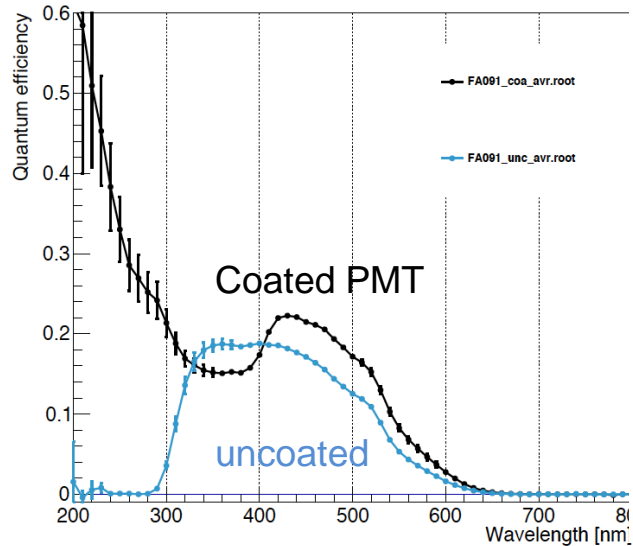 Quantum efficiency
0.6
0.5
0.4
0.3
0.2
0.1
0
FA091_coa_avr.root
FA091_unc_avr.root
Coated PMT
uncoated
200 300 400 500 600 700
Wavelength [nm]